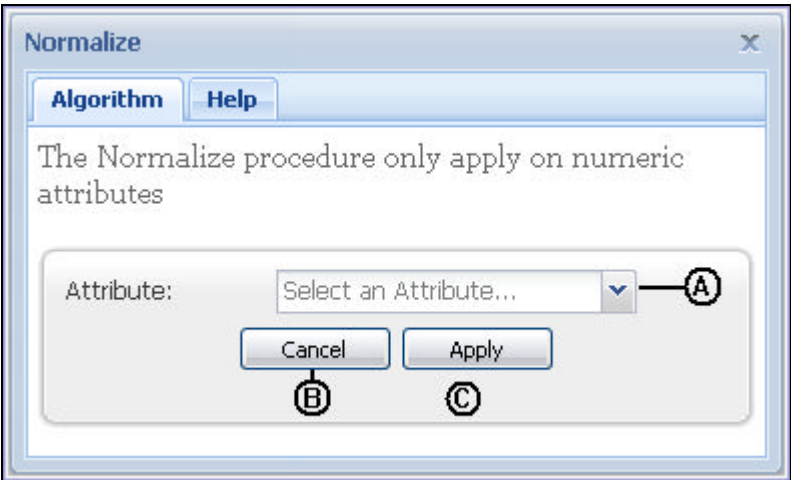 Normalize
Algorithm Help
The Normalize procedure only apply on numeric
attributes
Attribute: Select an Attribute... A
Cancel Apply
B C